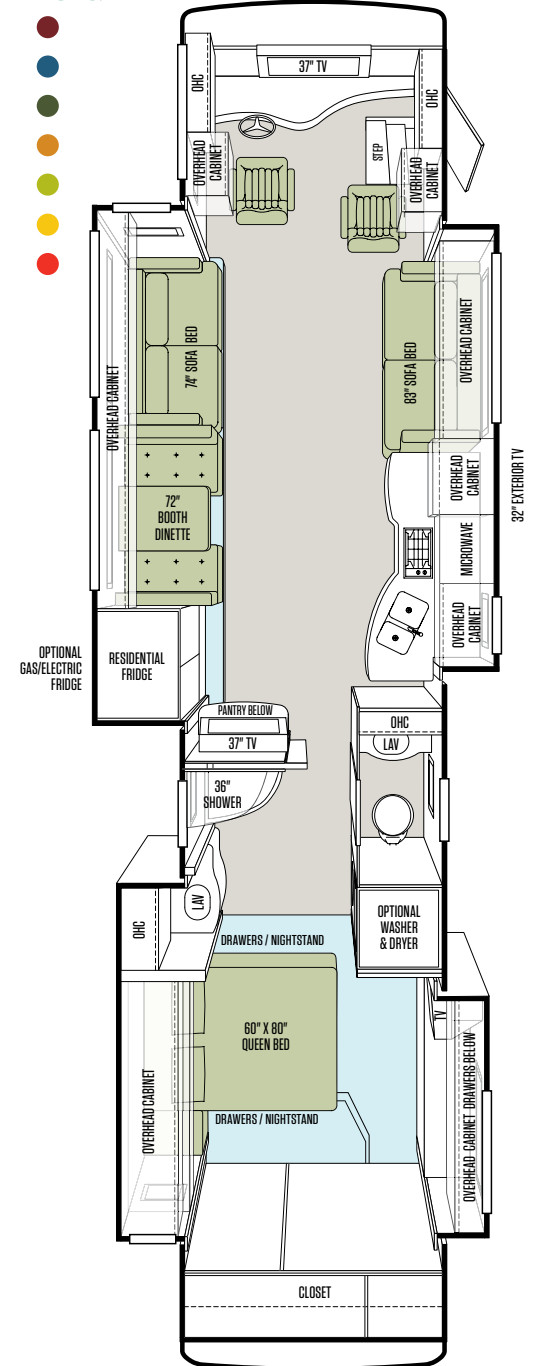 37" TV
OHC
OHC
STEP
OVERHEAD
CABINET
OVERHEAD
CABINET
OVERHEAD CABINET
74" SOFA BED
83" SOFA BED
OVERHEAD CABINET
72"
BOOTH
DINETTE
OVERHEAD
CABINET
MICROWAVE
32" EXTERIOR TV
OVERHEAD
CABINET
OPTIONAL
GAS/ELECTRIC
FRIDGE
RESIDENTIAL
FRIDGE
PANTRY BELOW
37" TV
OHC
LAV
36"
SHOWER
LAV
OHC
OPTIONAL
WASHER
& DRYER
DRAWERS / NIGHTSTAND
60" X 80"
QUEEN BED
DRAWERS / NIGHTSTAND
OVERHEAD CABINET
TV
OVERHEAD CABINET DRAWERS BELOW
CLOSET